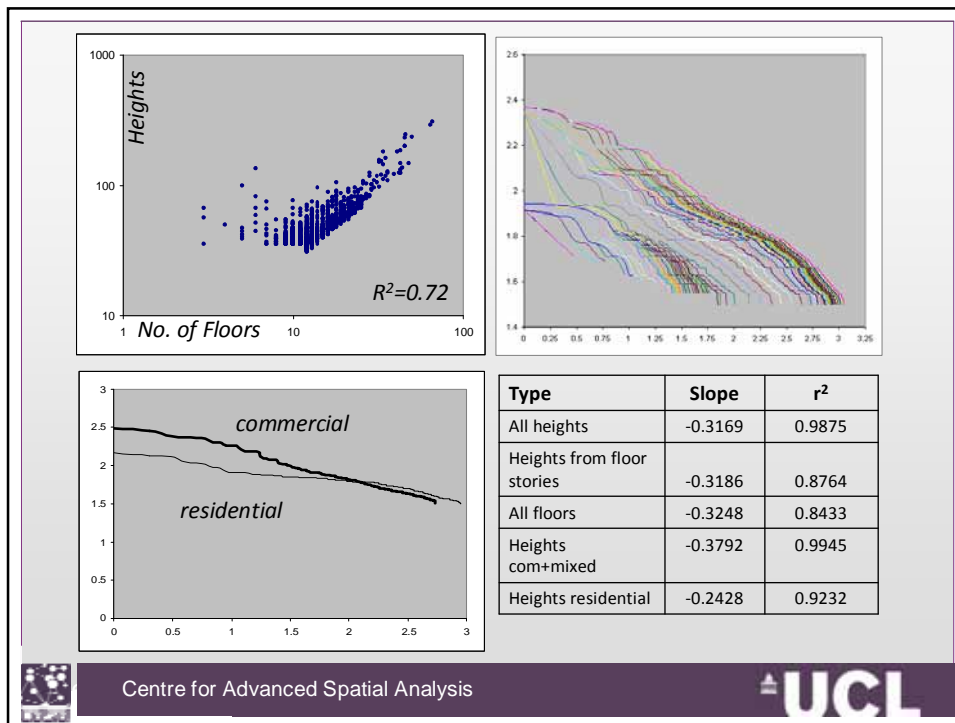 1000
100
10
1
10
100
Heights
No. of Floors
R²=0.72
2.6
2.4
2.2
2
1.8
1.6
1.4
0 0.25 0.5 0.75 1 1.25 1.5 1.75 2 2.25 2.5 2.75 3 3.25
3
2.5
2
1.5
1
0.5
0
0 0.5 1 1.5 2 2.5 3
commercial
residential
Type Slope r²
All heights -0.3169 0.9875
Heights from floor
stories -0.3186 0.8764
All floors -0.3248 0.8433
Heights
com+mixed -0.3792 0.9945
Heights residential -0.2428 0.9232
Centre for Advanced Spatial Analysis
UCL